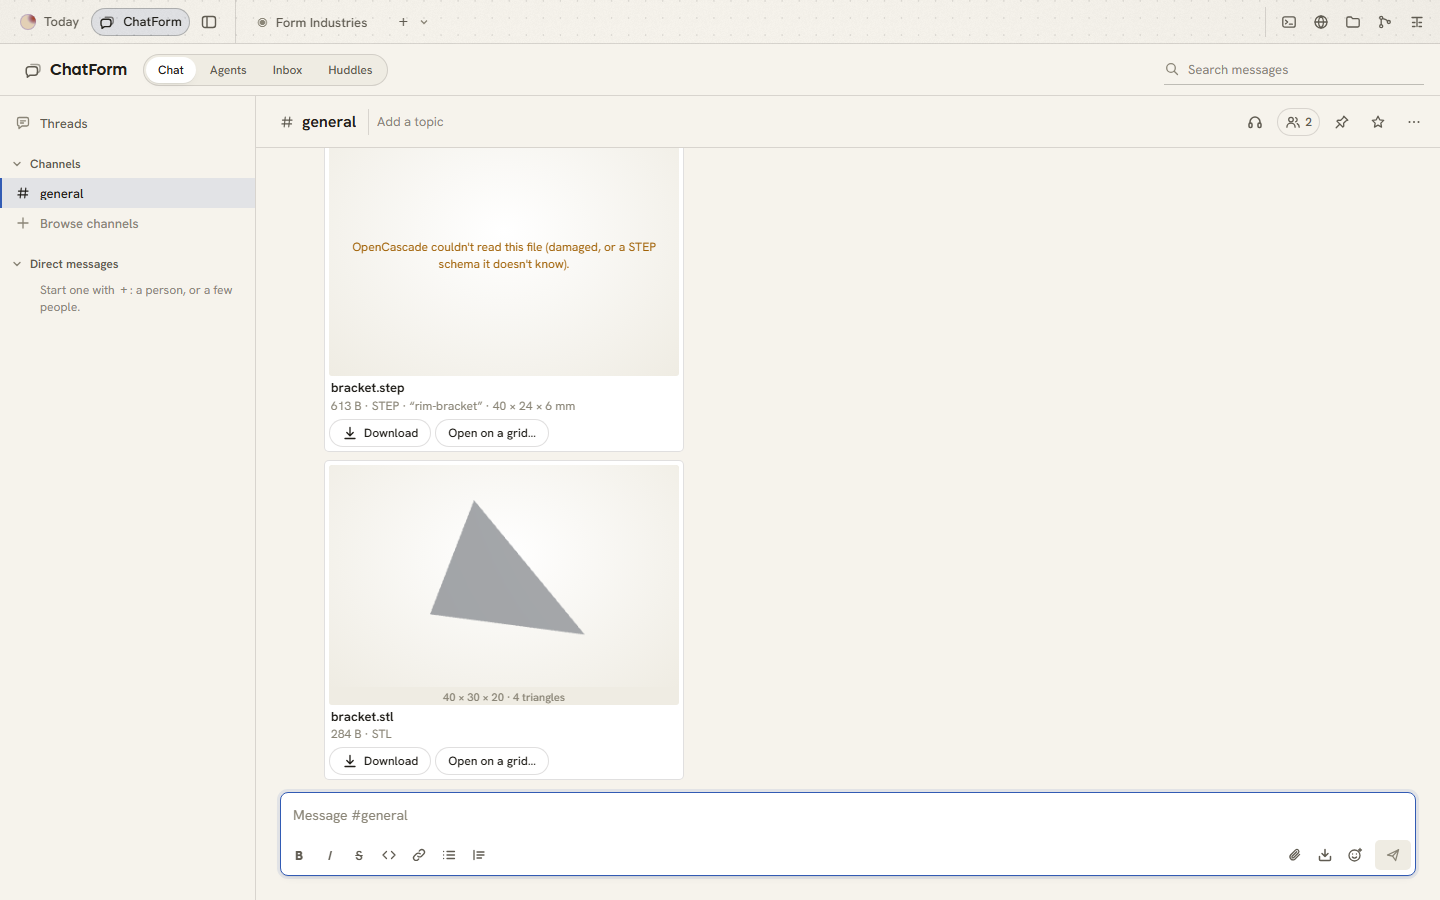 Today
ChatForm
Form Industries
ChatForm
Chat
Agents
Inbox
Huddles
Search messages
Threads
Channels
general
Browse channels
Direct messages
Start one with + : a person, or a few
people.
# general
Add a topic
2
OpenCascade couldn't read this file (damaged, or a STEP
schema it doesn't know).
bracket.step
613 B · STEP · “rim-bracket” · 40 × 24 × 6 mm
Download
Open on a grid...
40 × 30 × 20 · 4 triangles
bracket.stl
284 B · STL
Download
Open on a grid...
Message #general
B I S